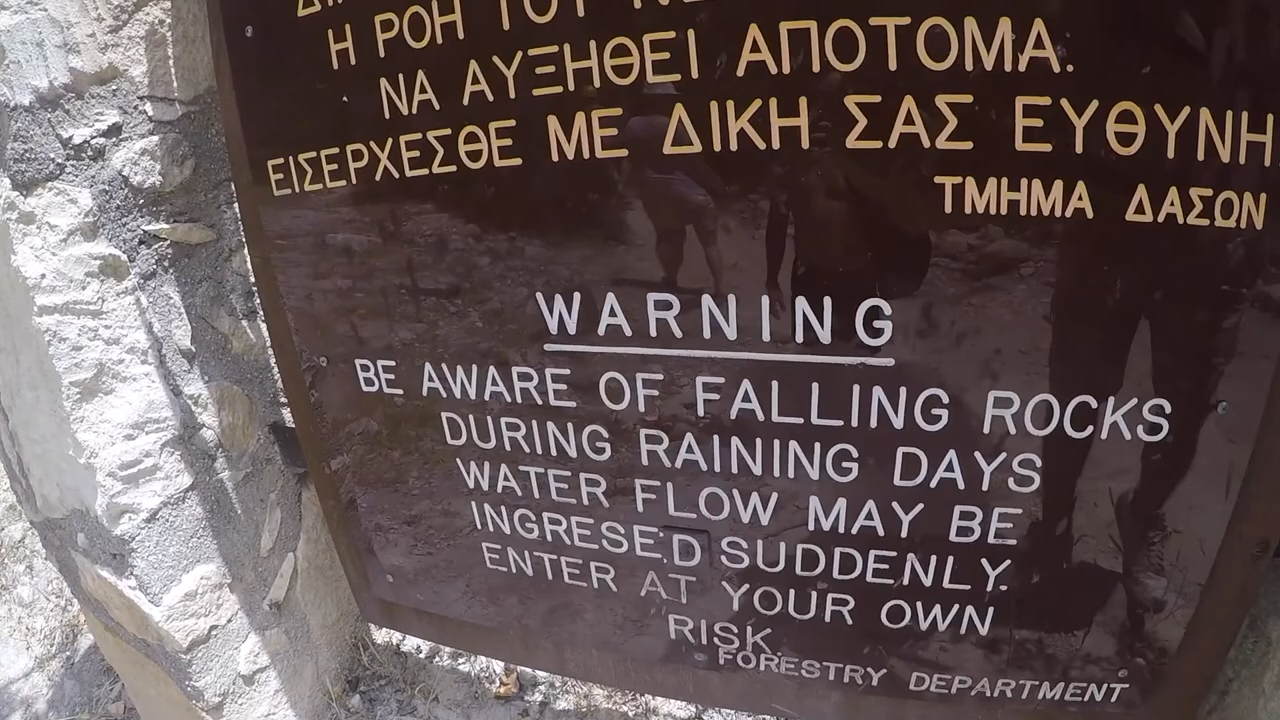 Η ΡΟΗ ΤΟΥ
ΝΑ ΑΥΞΗΘΕΙ ΑΠΟΤΟΜΑ.
ΕΙΣΕΡΧΕΣΘΕ ΜΕ ΔΙΚΗ ΣΑΣ ΕΥΘΥΝΗ
ΤΜΗΜΑ ΔΑΣΩΝ
WARNING
BE AWARE OF FALLING ROCKS
DURING RAINING DAYS
WATER FLOW MAY BE
INGRESED SUDDENLY.
ENTER AT YOUR OWN
RISK.
FORESTRY DEPARTMENT